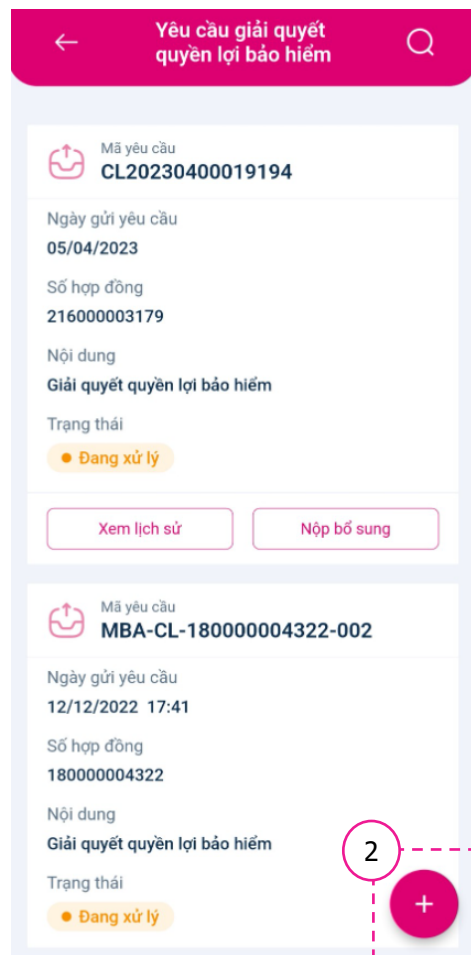 Yêu cầu giải quyết
quyền lợi bảo hiểm
Mã yêu cầu
CL20230400019194
Ngày gửi yêu cầu
05/04/2023
Số hợp đồng
216000003179
Nội dung
Giải quyết quyền lợi bảo hiểm
Trạng thái
Đang xử lý
Xem lịch sử
Nộp bổ sung
Mã yêu cầu
MBA-CL-180000004322-002
Ngày gửi yêu cầu
12/12/2022 17:41
Số hợp đồng
180000004322
Nội dung
Giải quyết quyền lợi bảo hiểm
2
Trạng thái
+
Đang xử lý